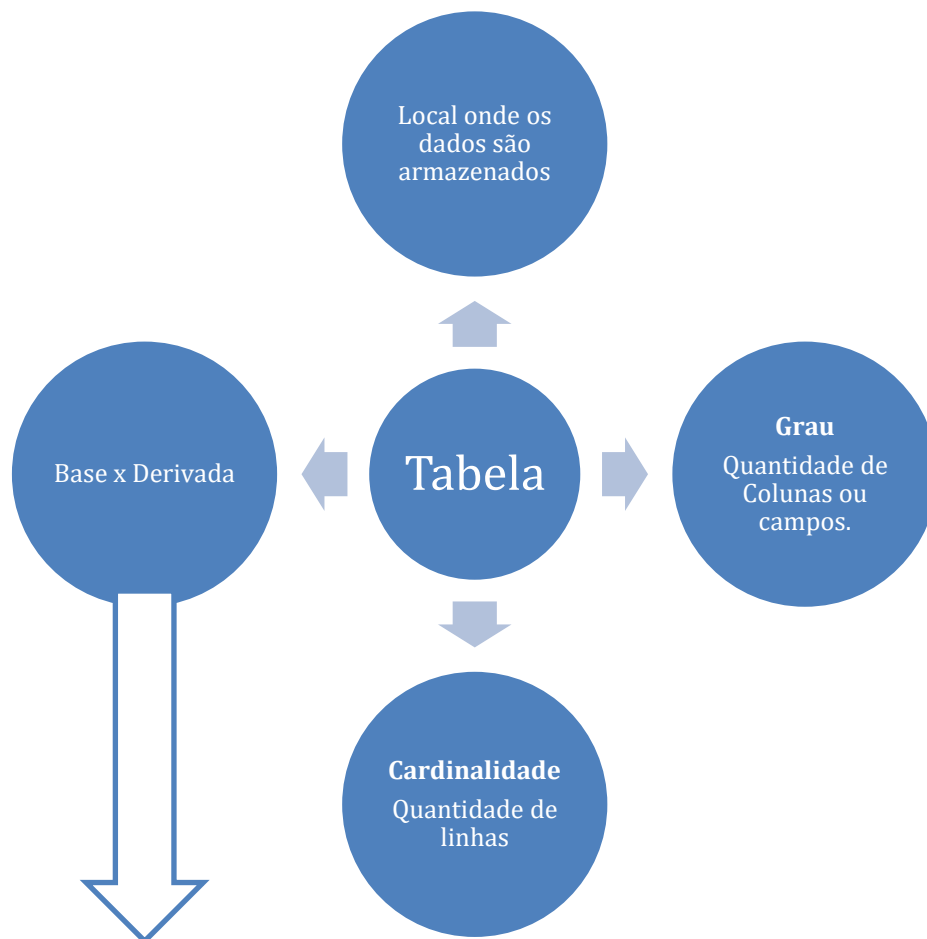 Local onde os
dados são
armazenados
Base x Derivada
Tabela
Grau
Quantidade de
Colunas ou
campos.
Cardinalidade
Quantidade de
linhas